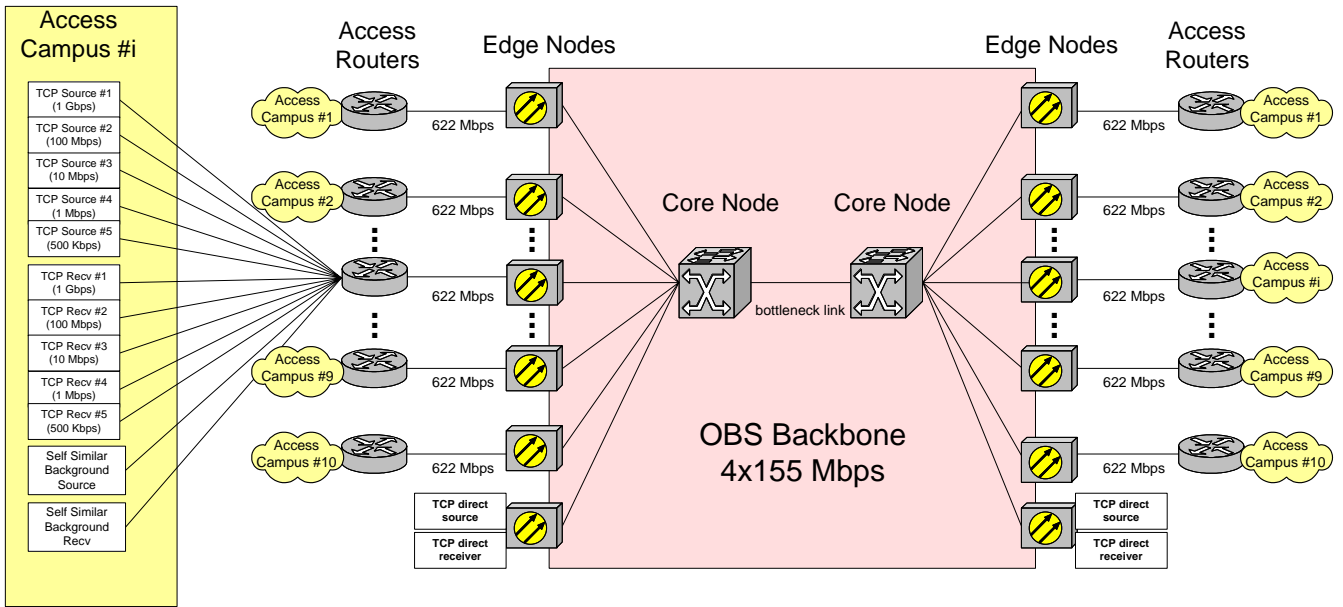 Access
Campus #i
TCP Source #1
(1 Gbps)
TCP Source #2
(100 Mbps)
TCP Source #3
(10 Mbps)
TCP Source #4
(1 Mbps)
TCP Source #5
(500 Kbps)
TCP Recv #1
(1 Gbps)
TCP Recv #2
(100 Mbps)
TCP Recv #3
(10 Mbps)
TCP Recv #4
(1 Mbps)
TCP Recv #5
(500 Kbps)
Self Similar
Background
Source
Self Similar
Background
Recv
Access
Routers
Edge Nodes
Access
Campus #1
622 Mbps
Access
Campus #2
622 Mbps
622 Mbps
Access
Campus #9
622 Mbps
Access
Campus #10
622 Mbps
TCP direct
source
TCP direct
receiver
Core Node
Core Node
bottleneck link
OBS Backbone
4x155 Mbps
Edge Nodes
Access
Routers
622 Mbps
Access
Campus #1
622 Mbps
Access
Campus #2
622 Mbps
Access
Campus #i
622 Mbps
Access
Campus #9
622 Mbps
Access
Campus #10
TCP direct
source
TCP direct
receiver